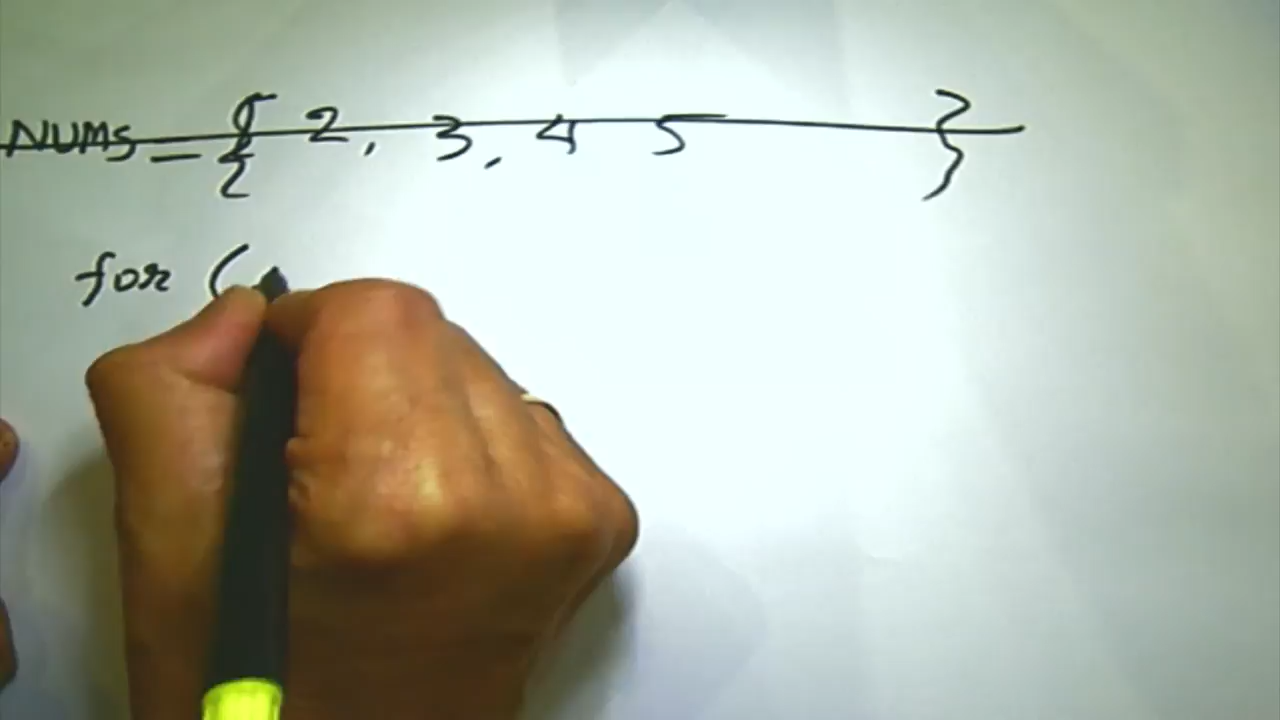 NUMS = { 2, 3, 4 5 }
for (